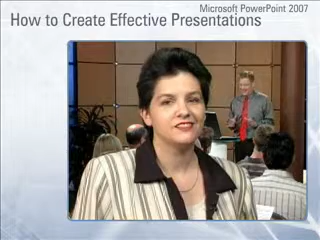 Microsoft PowerPoint 2007
How to Create Effective Presentations